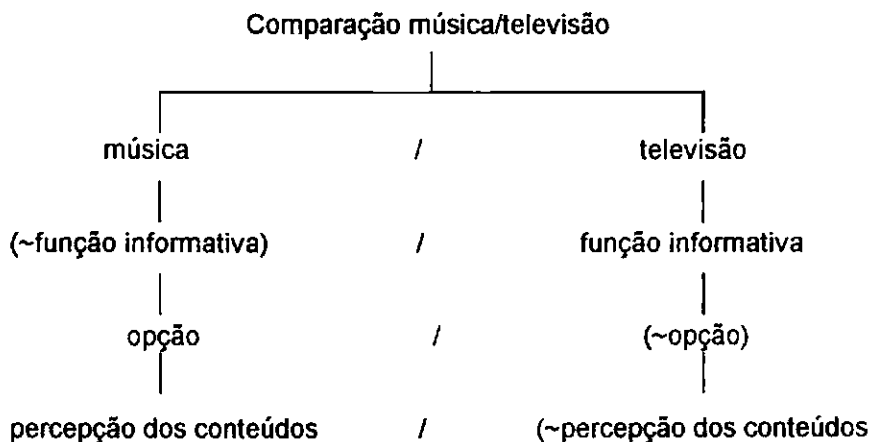 Comparação música/televisão
música / televisão
(~função informativa) / função informativa
opção / (~opção)
percepção dos conteúdos / (~percepção dos conteúdos